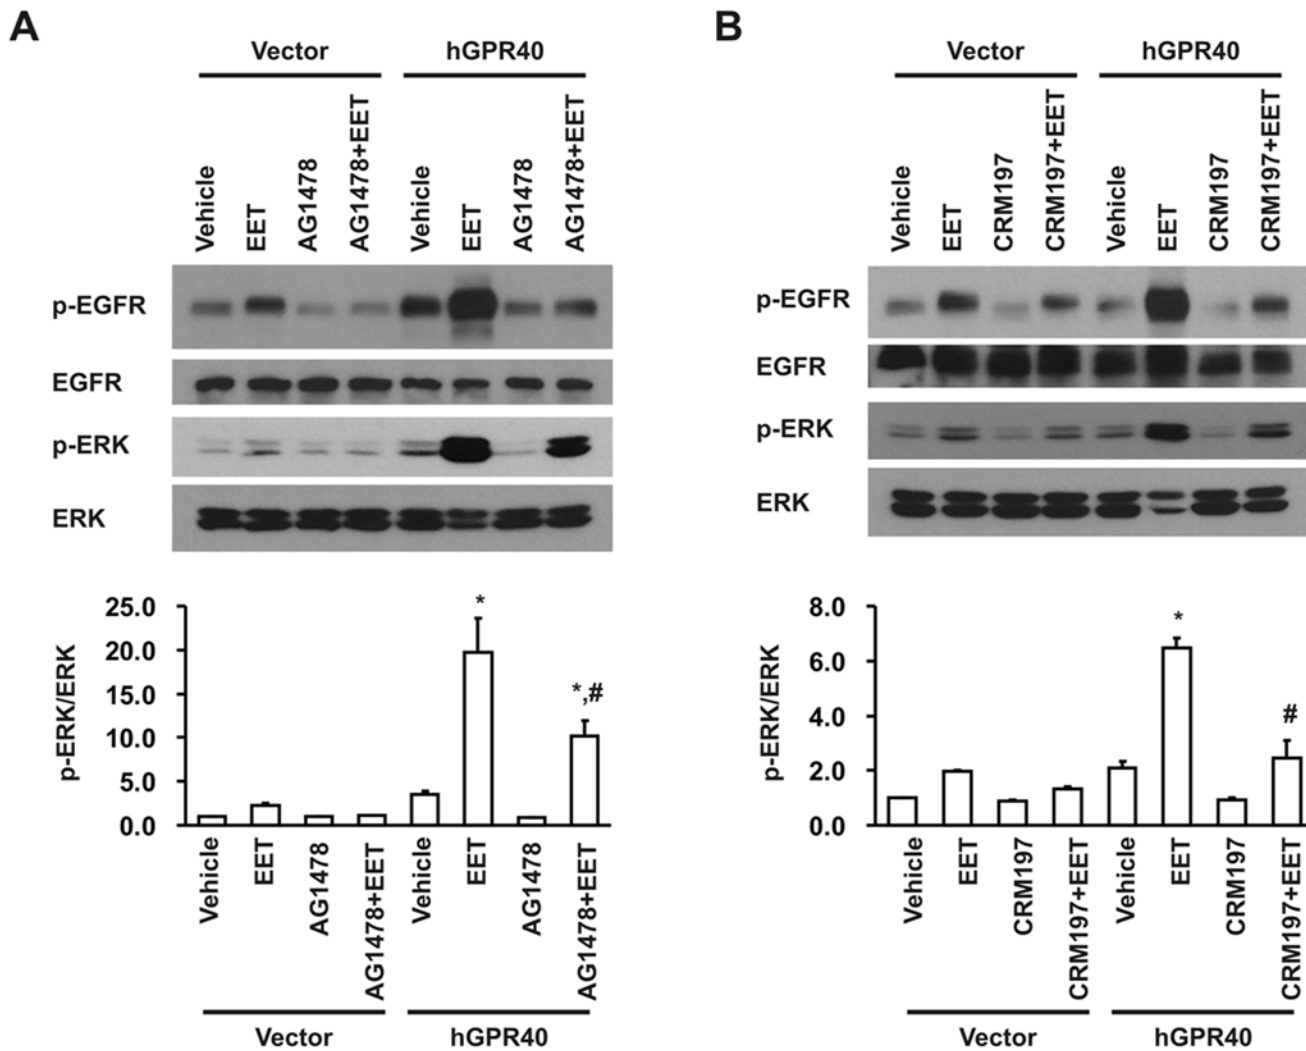 A
Vector
hGPR40
Vehicle
EET
AG1478
AG1478+EET
Vehicle
EET
AG1478
AG1478+EET
p-EGFR
EGFR
p-ERK
ERK
p-ERK/ERK
25.0
20.0
15.0
10.0
5.0
0.0
*
*,#
Vehicle
EET
AG1478
AG1478+EET
Vehicle
EET
AG1478
AG1478+EET
Vector
hGPR40
B
Vector
hGPR40
Vehicle
EET
CRM197
CRM197+EET
Vehicle
EET
CRM197
CRM197+EET
p-EGFR
EGFR
p-ERK
ERK
p-ERK/ERK
8.0
6.0
4.0
2.0
0.0
*
#
Vehicle
EET
CRM197
CRM197+EET
Vehicle
EET
CRM197
CRM197+EET
Vector
hGPR40